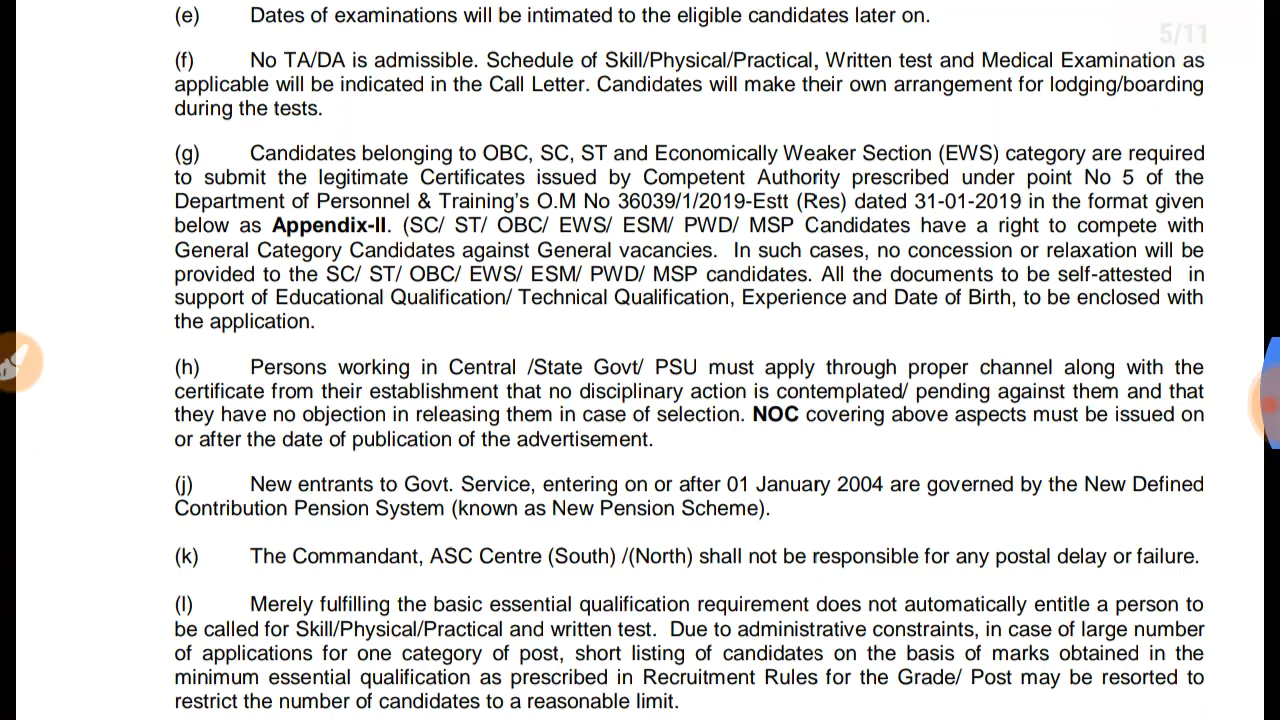 (e) Dates of examinations will be intimated to the eligible candidates later on.
5/11
(f) No TA/DA is admissible. Schedule of Skill/Physical/Practical, Written test and Medical Examination as
applicable will be indicated in the Call Letter. Candidates will make their own arrangement for lodging/boarding
during the tests.
(g) Candidates belonging to OBC, SC, ST and Economically Weaker Section (EWS) category are required
to submit the legitimate Certificates issued by Competent Authority prescribed under point No 5 of the
Department of Personnel & Training's O.M No 36039/1/2019-Estt (Res) dated 31-01-2019 in the format given
below as Appendix-II. (SC/ ST/ OBC/ EWS/ ESM/ PWD/ MSP Candidates have a right to compete with
General Category Candidates against General vacancies. In such cases, no concession or relaxation will be
provided to the SC/ ST/ OBC/ EWS/ ESM/ PWD/ MSP candidates. All the documents to be self-attested in
support of Educational Qualification/ Technical Qualification, Experience and Date of Birth, to be enclosed with
the application.
(h) Persons working in Central /State Govt/ PSU must apply through proper channel along with the
certificate from their establishment that no disciplinary action is contemplated/ pending against them and that
they have no objection in releasing them in case of selection. NOC covering above aspects must be issued on
or after the date of publication of the advertisement.
(j) New entrants to Govt. Service, entering on or after 01 January 2004 are governed by the New Defined
Contribution Pension System (known as New Pension Scheme).
(k) The Commandant, ASC Centre (South) /(North) shall not be responsible for any postal delay or failure.
(l) Merely fulfilling the basic essential qualification requirement does not automatically entitle a person to
be called for Skill/Physical/Practical and written test. Due to administrative constraints, in case of large number
of applications for one category of post, short listing of candidates on the basis of marks obtained in the
minimum essential qualification as prescribed in Recruitment Rules for the Grade/ Post may be resorted to
restrict the number of candidates to a reasonable limit.